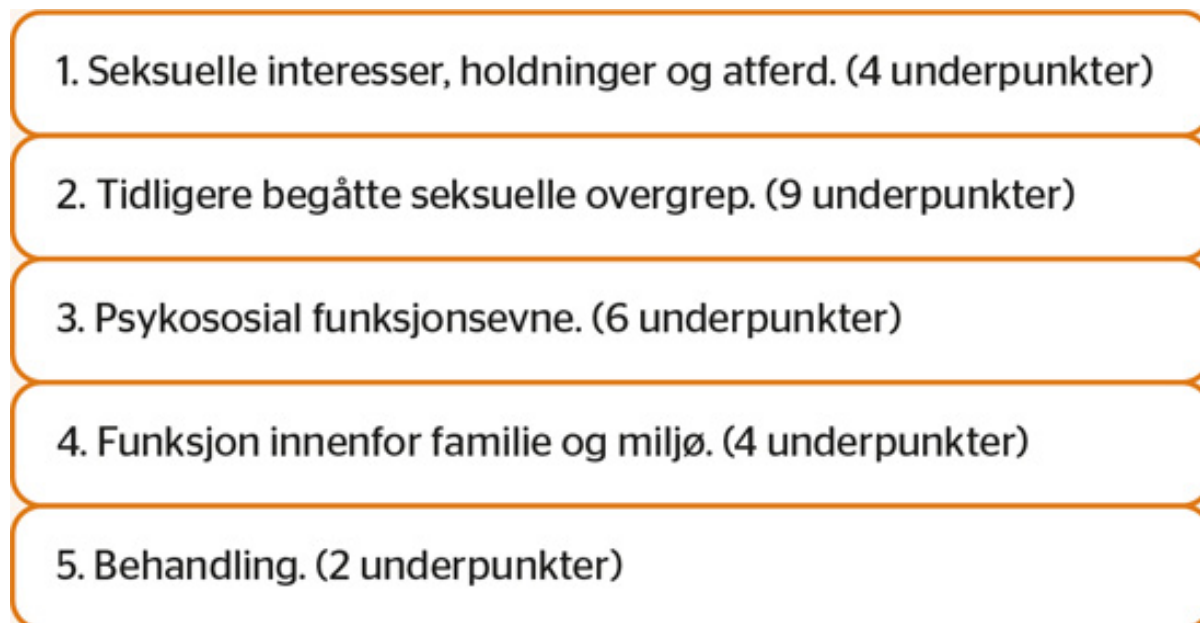 1. Seksuelle interesser, holdninger og atferd. (4 underpunkter)
2. Tidligere begåtte seksuelle overgrep. (9 underpunkter)
3. Psykososial funksjonsevne. (6 underpunkter)
4. Funksjon innenfor familie og miljø. (4 underpunkter)
5. Behandling. (2 underpunkter)